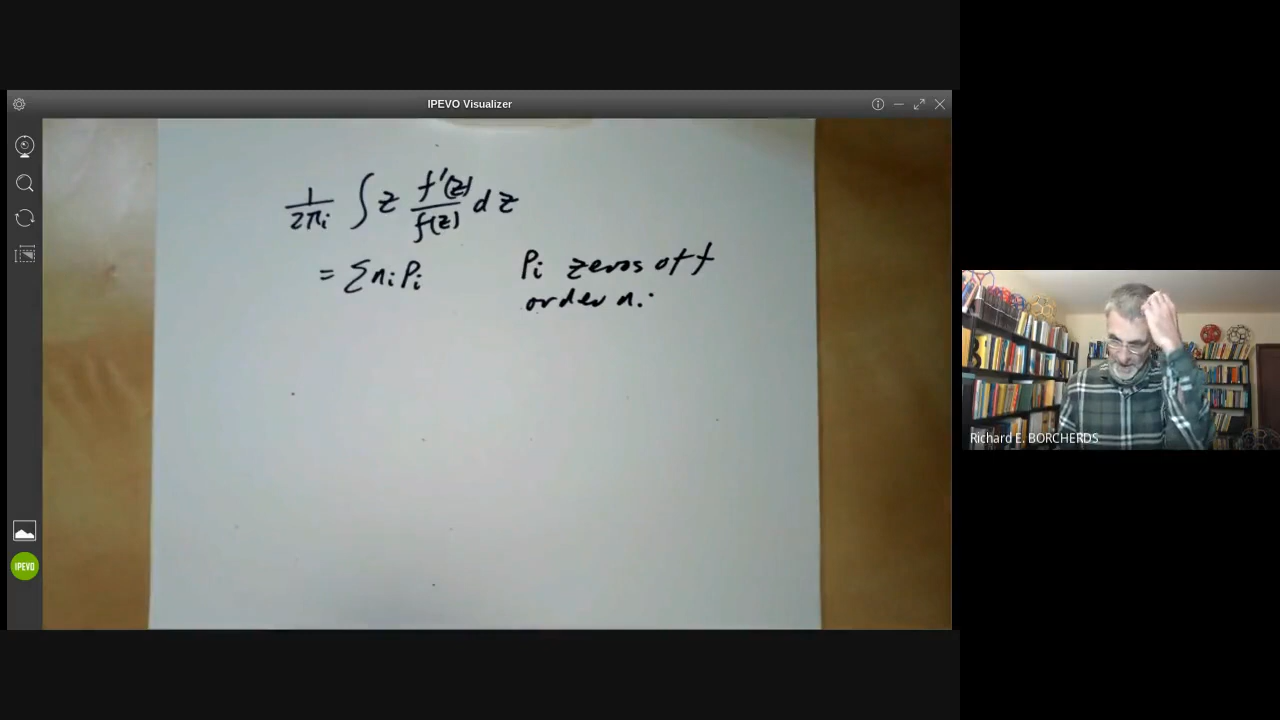 IPEVO Visualizer
1/2πi ∫ z f'(z)/f(z) dz
= Σ nᵢ Pᵢ
Pᵢ zeros of f
order nᵢ
Richard E. BORCHERDS
IPEVO